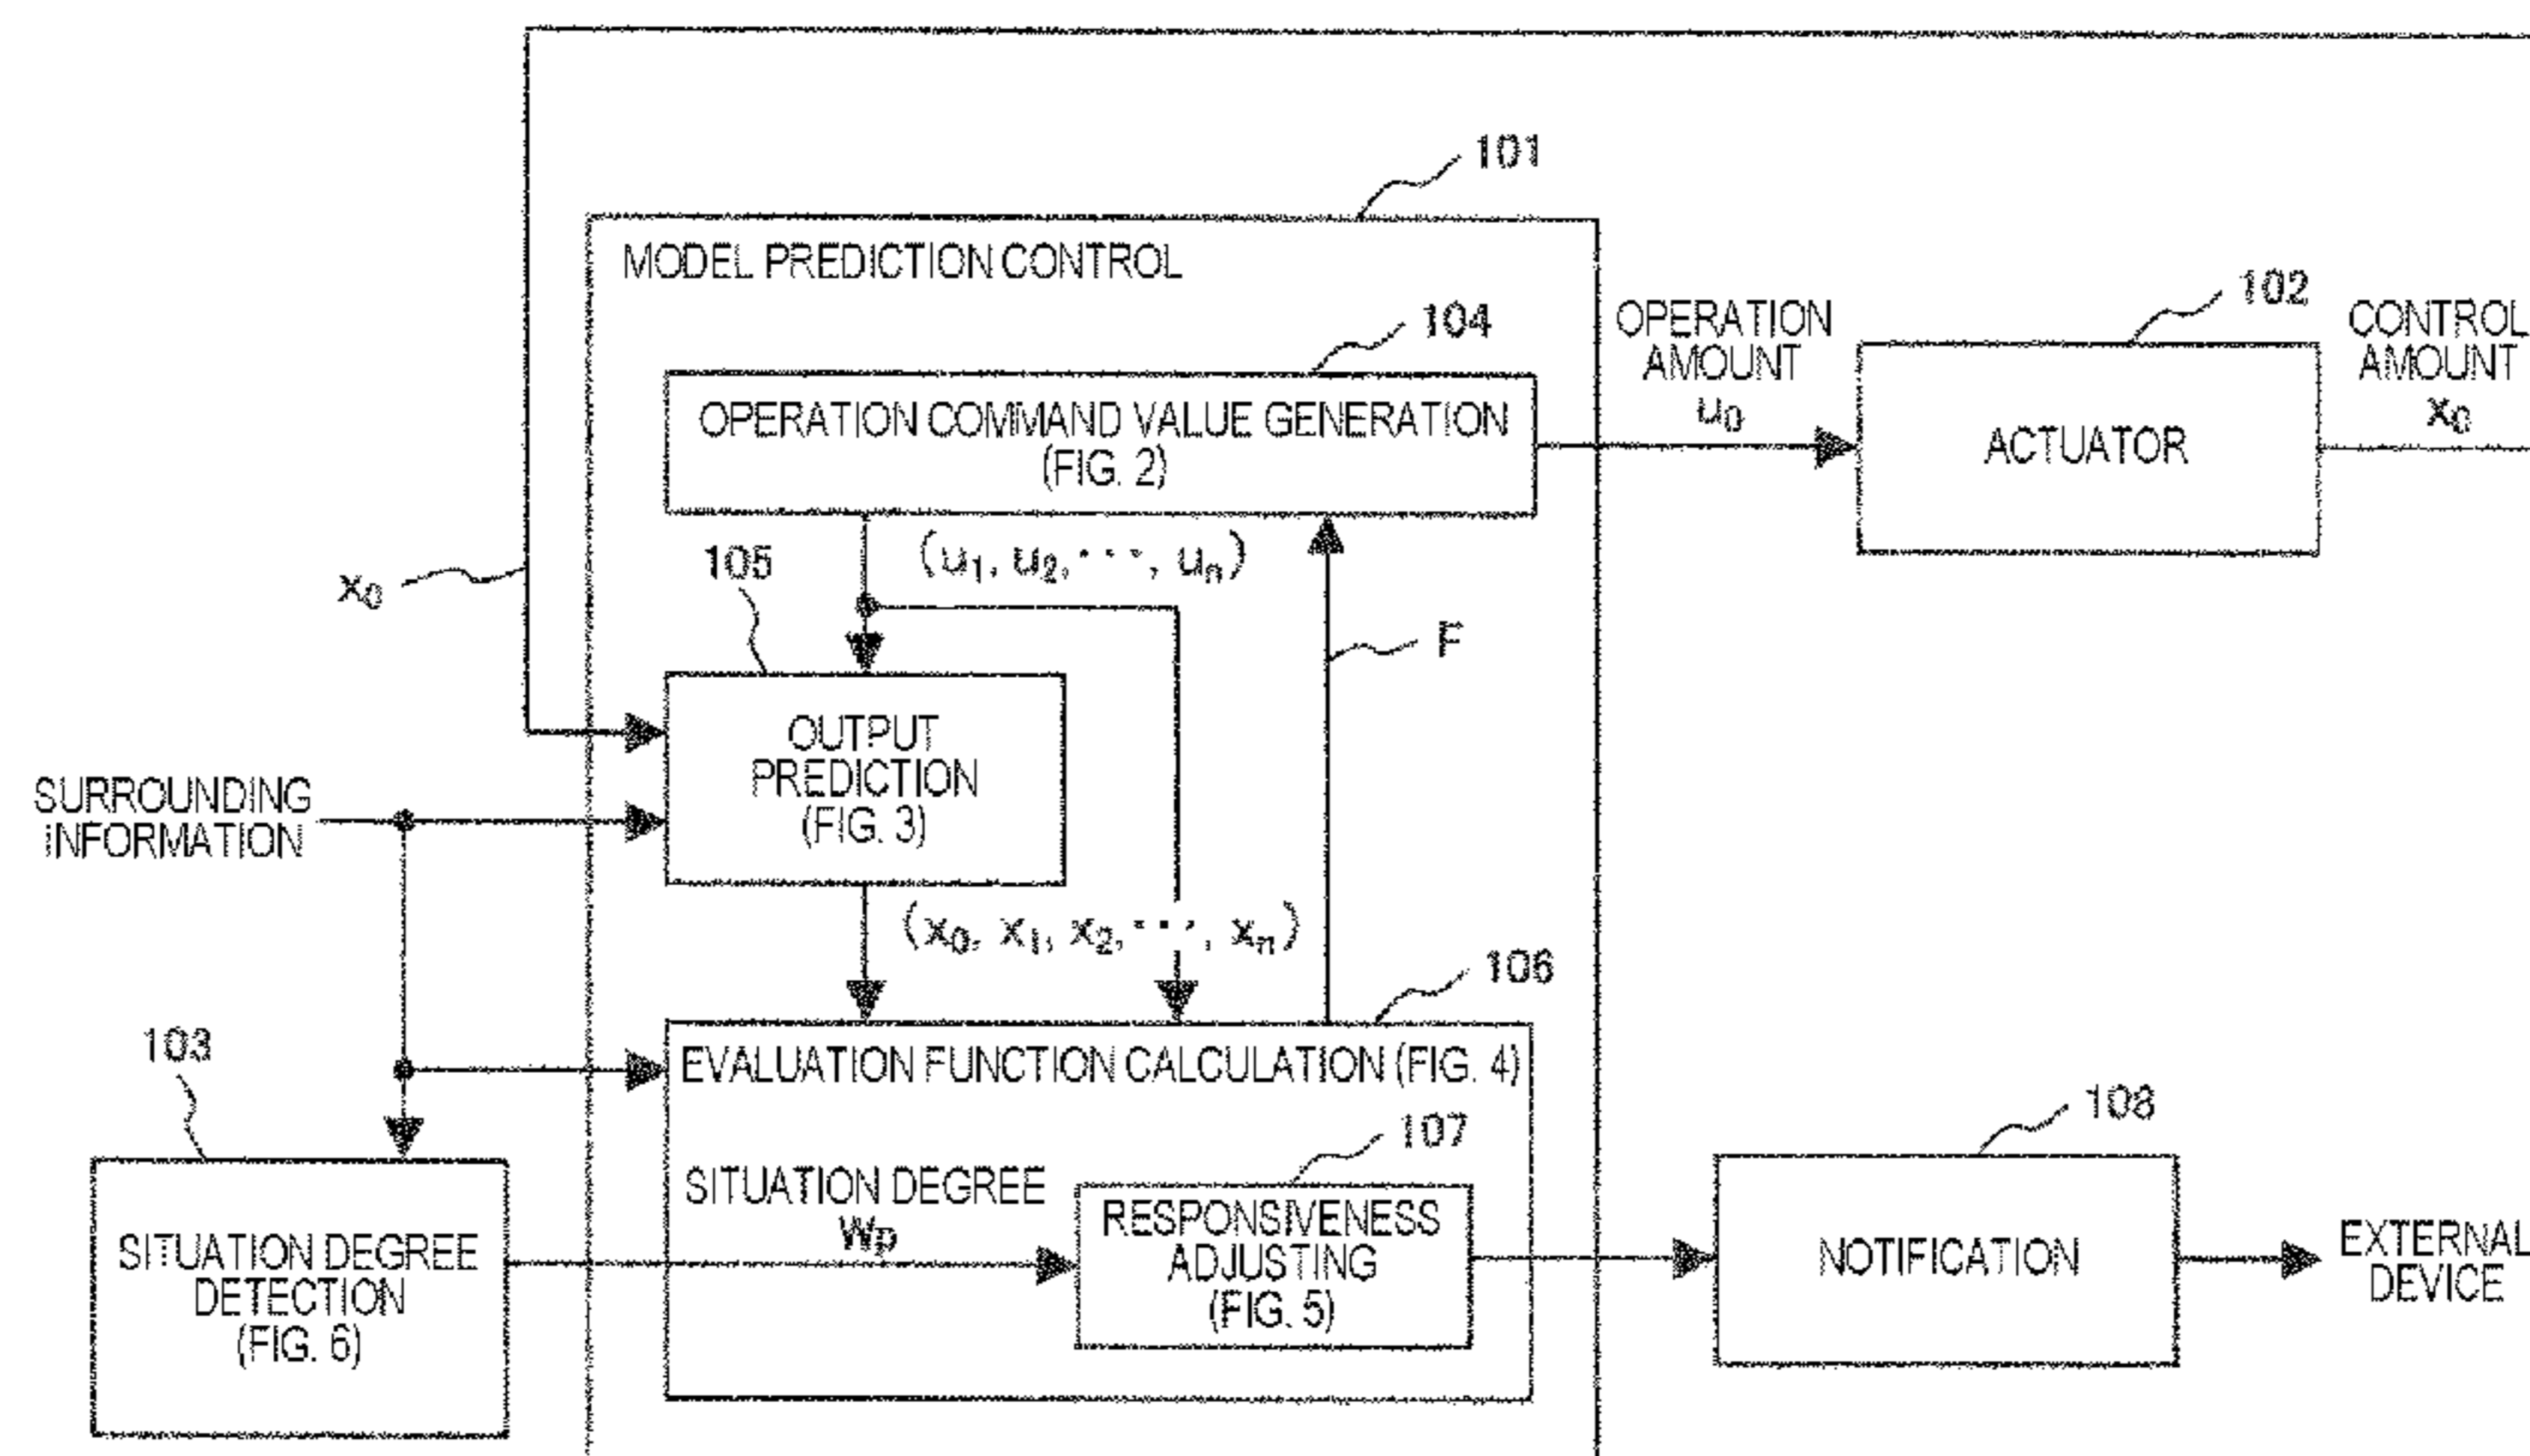 101
MODEL PREDICTION CONTROL
104
OPERATION COMMAND VALUE GENERATION
(FIG. 2)
OPERATION
AMOUNT
u₀
102
ACTUATOR
CONTROL
AMOUNT
x₀
x₀
105
(u₁, u₂, ···, uₙ)
F
OUTPUT
PREDICTION
(FIG. 3)
SURROUNDING
INFORMATION
(x₀, x₁, x₂, ···, xₙ)
106
EVALUATION FUNCTION CALCULATION (FIG. 4)
103
SITUATION DEGREE
DETECTION
(FIG. 6)
SITUATION DEGREE
Wₚ
107
RESPONSIVENESS
ADJUSTING
(FIG. 5)
108
NOTIFICATION
EXTERNAL
DEVICE